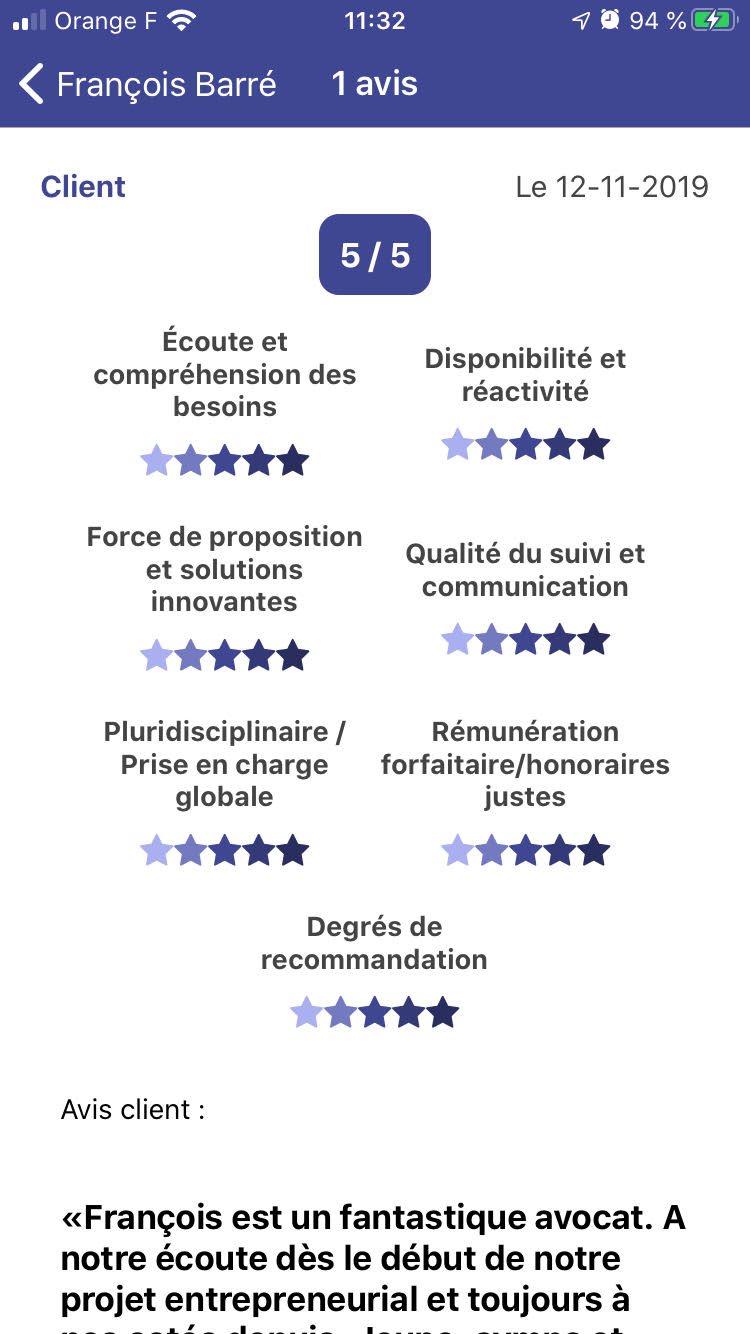 Orange F
11:32
94 %
François Barré
1 avis
Client
Le 12-11-2019
5 / 5
Écoute et
compréhension des
besoins
Disponibilité et
réactivité
Force de proposition
et solutions
innovantes
Qualité du suivi et
communication
Pluridisciplinaire /
Prise en charge
globale
Rémunération
forfaitaire/honoraires
justes
Degrés de
recommandation
Avis client :
«François est un fantastique avocat. A
notre écoute dès le début de notre
projet entrepreneurial et toujours à